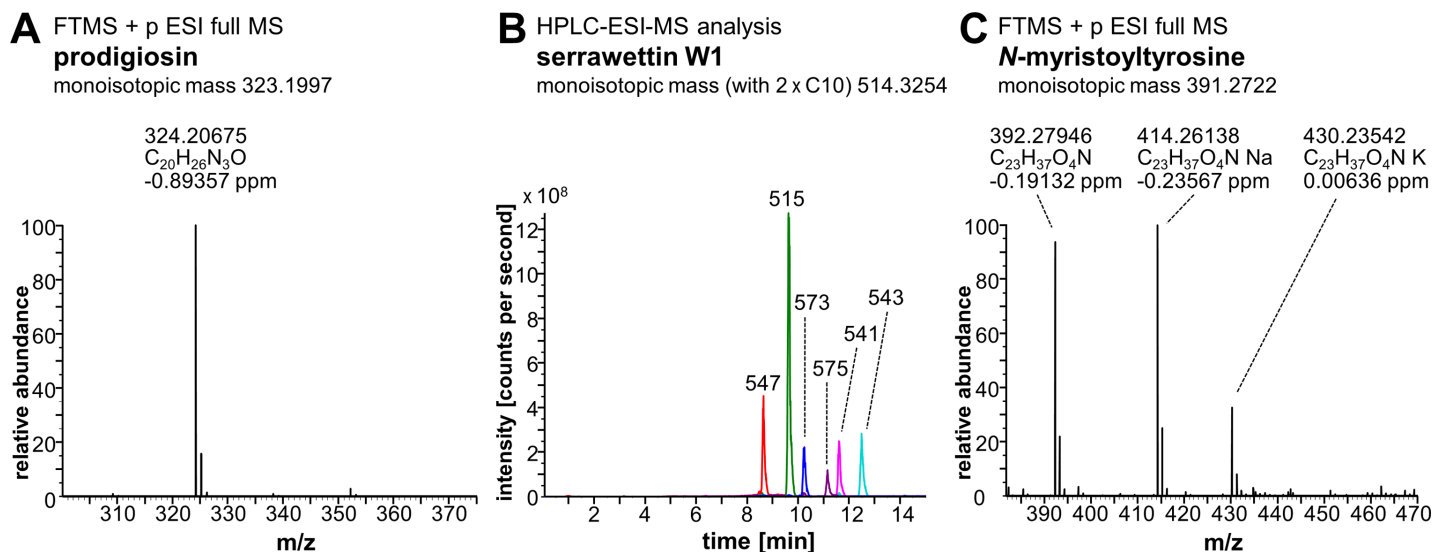 A FTMS + p ESI full MS
prodigiosin
monoisotopic mass 323.1997
324.20675
C₂₀H₂₆N₃O
-0.89357 ppm
relative abundance
100
80
60
40
20
0
310 320 330 340 350 360 370
m/z
B HPLC-ESI-MS analysis
serrawettin W1
monoisotopic mass (with 2 x C10) 514.3254
x 10⁸
intensity [counts per second]
12
10
8
6
4
2
0
515
573
543
541
575
547
2 4 6 8 10 12 14
time [min]
C FTMS + p ESI full MS
N-myristoyltyrosine
monoisotopic mass 391.2722
392.27946
C₂₃H₃₇O₄N
-0.19132 ppm
414.26138
C₂₃H₃₇O₄N Na
-0.23567 ppm
430.23542
C₂₃H₃₇O₄N K
0.00636 ppm
relative abundance
100
80
60
40
20
0
390 400 410 420 430 440 450 460 470
m/z